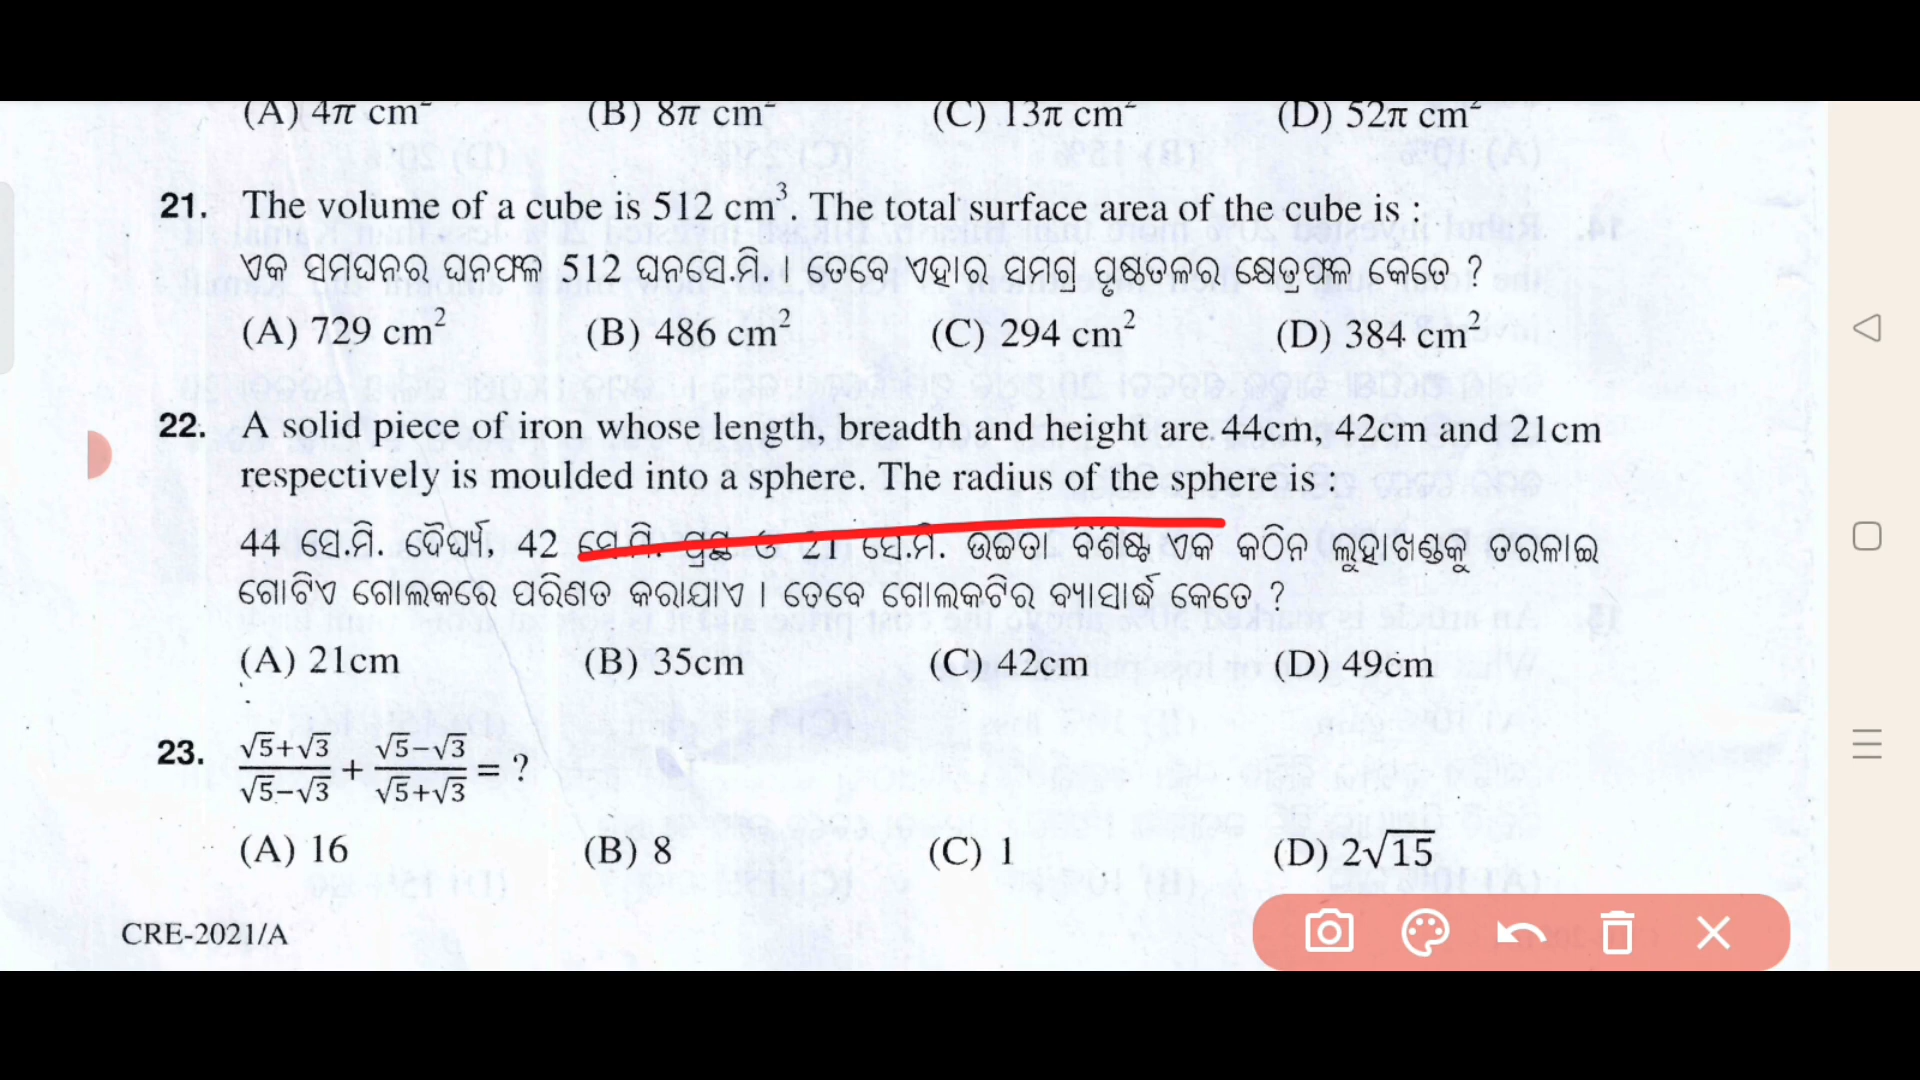 (A) 4π cm² (B) 8π cm² (C) 13π cm² (D) 52π cm²
21. The volume of a cube is 512 cm³. The total surface area of the cube is :
ଏକ ସମଘନର ଘନଫଳ 512 ଘନସେ.ମି. । ତେବେ ଏହାର ସମଗ୍ର ପୃଷ୍ଠତଳର କ୍ଷେତ୍ରଫଳ କେତେ ?
(A) 729 cm² (B) 486 cm² (C) 294 cm² (D) 384 cm²
22. A solid piece of iron whose length, breadth and height are 44cm, 42cm and 21cm
respectively is moulded into a sphere. The radius of the sphere is :
44 ସେ.ମି. ଦୈର୍ଘ୍ୟ, 42 ସେ.ମି. ପ୍ରସ୍ଥ ଓ 21 ସେ.ମି. ଉଚ୍ଚତା ବିଶିଷ୍ଟ ଏକ କଠିନ ଲୁହାଖଣ୍ଡକୁ ତରଳାଇ
ଗୋଟିଏ ଗୋଲକରେ ପରିଣତ କରାଯାଏ । ତେବେ ଗୋଲକଟିର ବ୍ୟାସାର୍ଦ୍ଧ କେତେ ?
(A) 21cm (B) 35cm (C) 42cm (D) 49cm
23. (√5+√3)/(√5−√3) + (√5−√3)/(√5+√3) = ?
(A) 16 (B) 8 (C) 1 (D) 2√15
CRE-2021/A